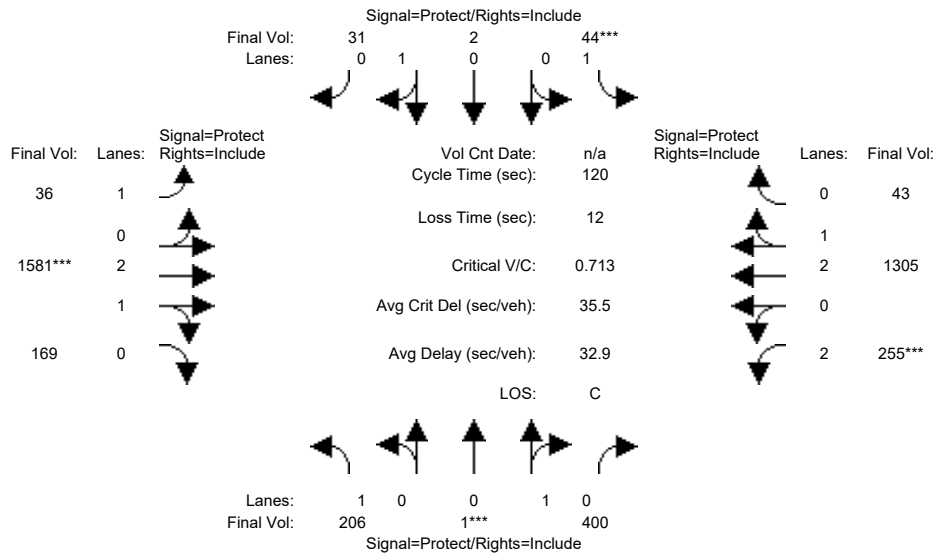 Signal=Protect/Rights=Include
Final Vol: 31 2 44***
Lanes: 0 1 0 0 1
Signal=Protect Signal=Protect
Final Vol: Lanes: Rights=Include Vol Cnt Date: n/a Rights=Include Lanes: Final Vol:
Cycle Time (sec): 120
36 1 0 43
Loss Time (sec): 12
0 1
1581*** 2 Critical V/C: 0.713 2 1305
1 Avg Crit Del (sec/veh): 35.5 0
169 0 Avg Delay (sec/veh): 32.9 2 255***
LOS: C
Lanes: 1 0 0 1 0
Final Vol: 206 1*** 400
Signal=Protect/Rights=Include